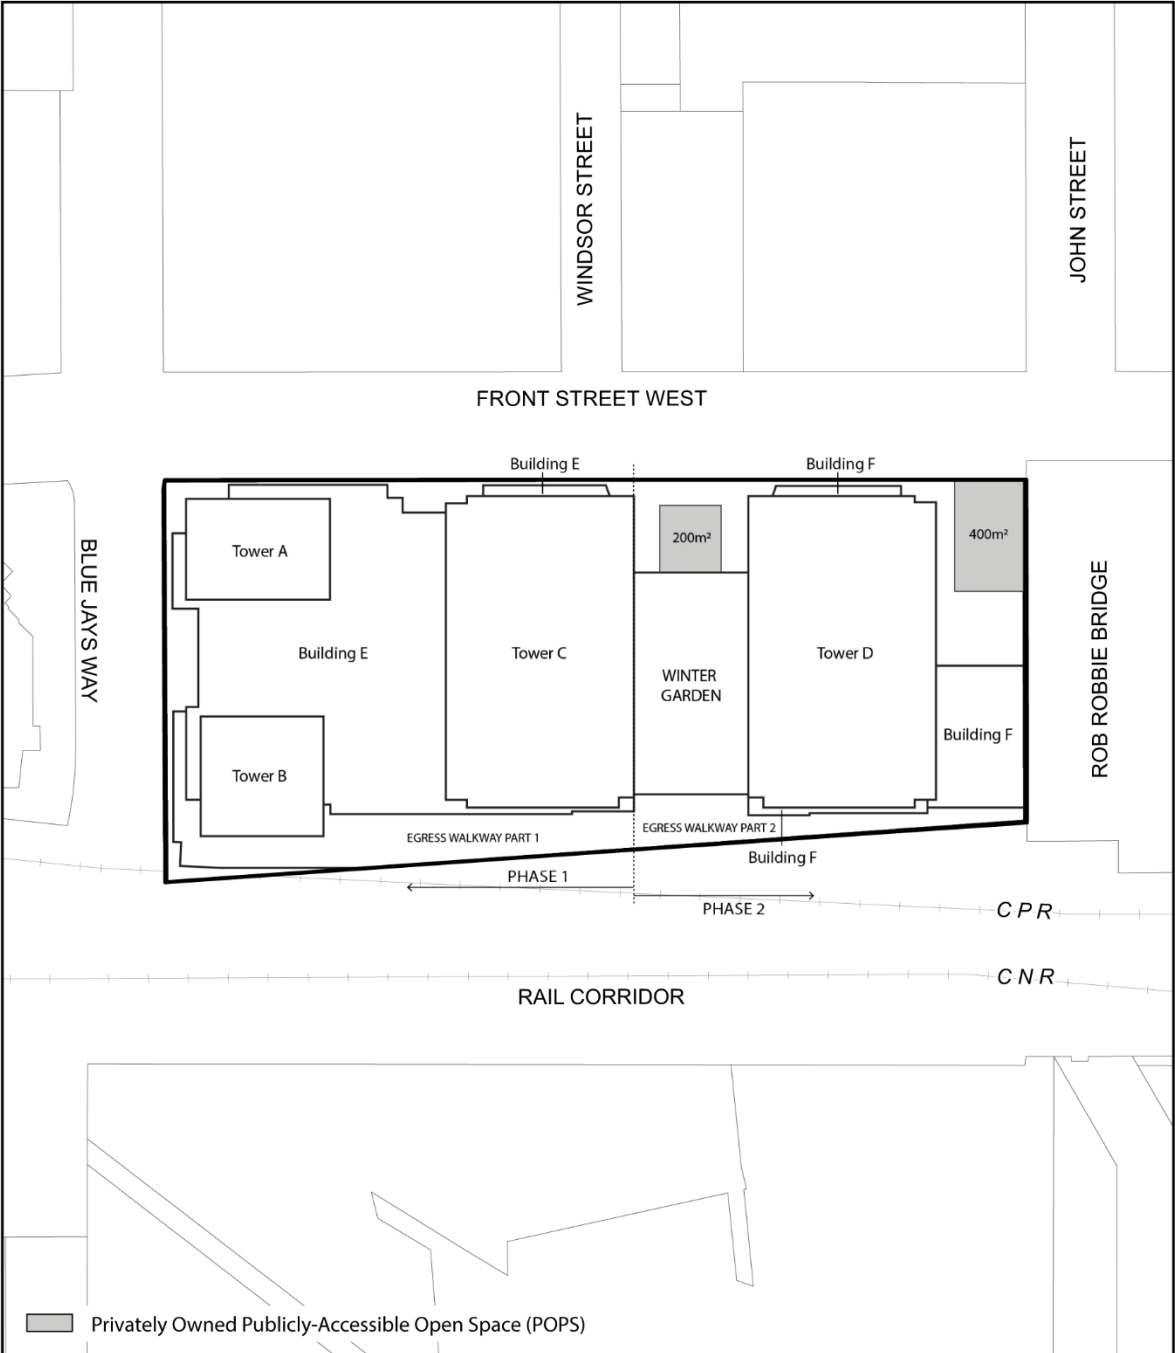 WINDSOR STREET
JOHN STREET
FRONT STREET WEST
Building E
Building F
Tower A
200m²
400m²
BLUE JAYS WAY
Building E
Tower C
WINTER
GARDEN
Tower D
ROB ROBBIE BRIDGE
Building F
Tower B
EGRESS WALKWAY PART 1
EGRESS WALKWAY PART 2
Building F
PHASE 1
PHASE 2
CPR
CNR
RAIL CORRIDOR
Privately Owned Publicly-Accessible Open Space (POPS)